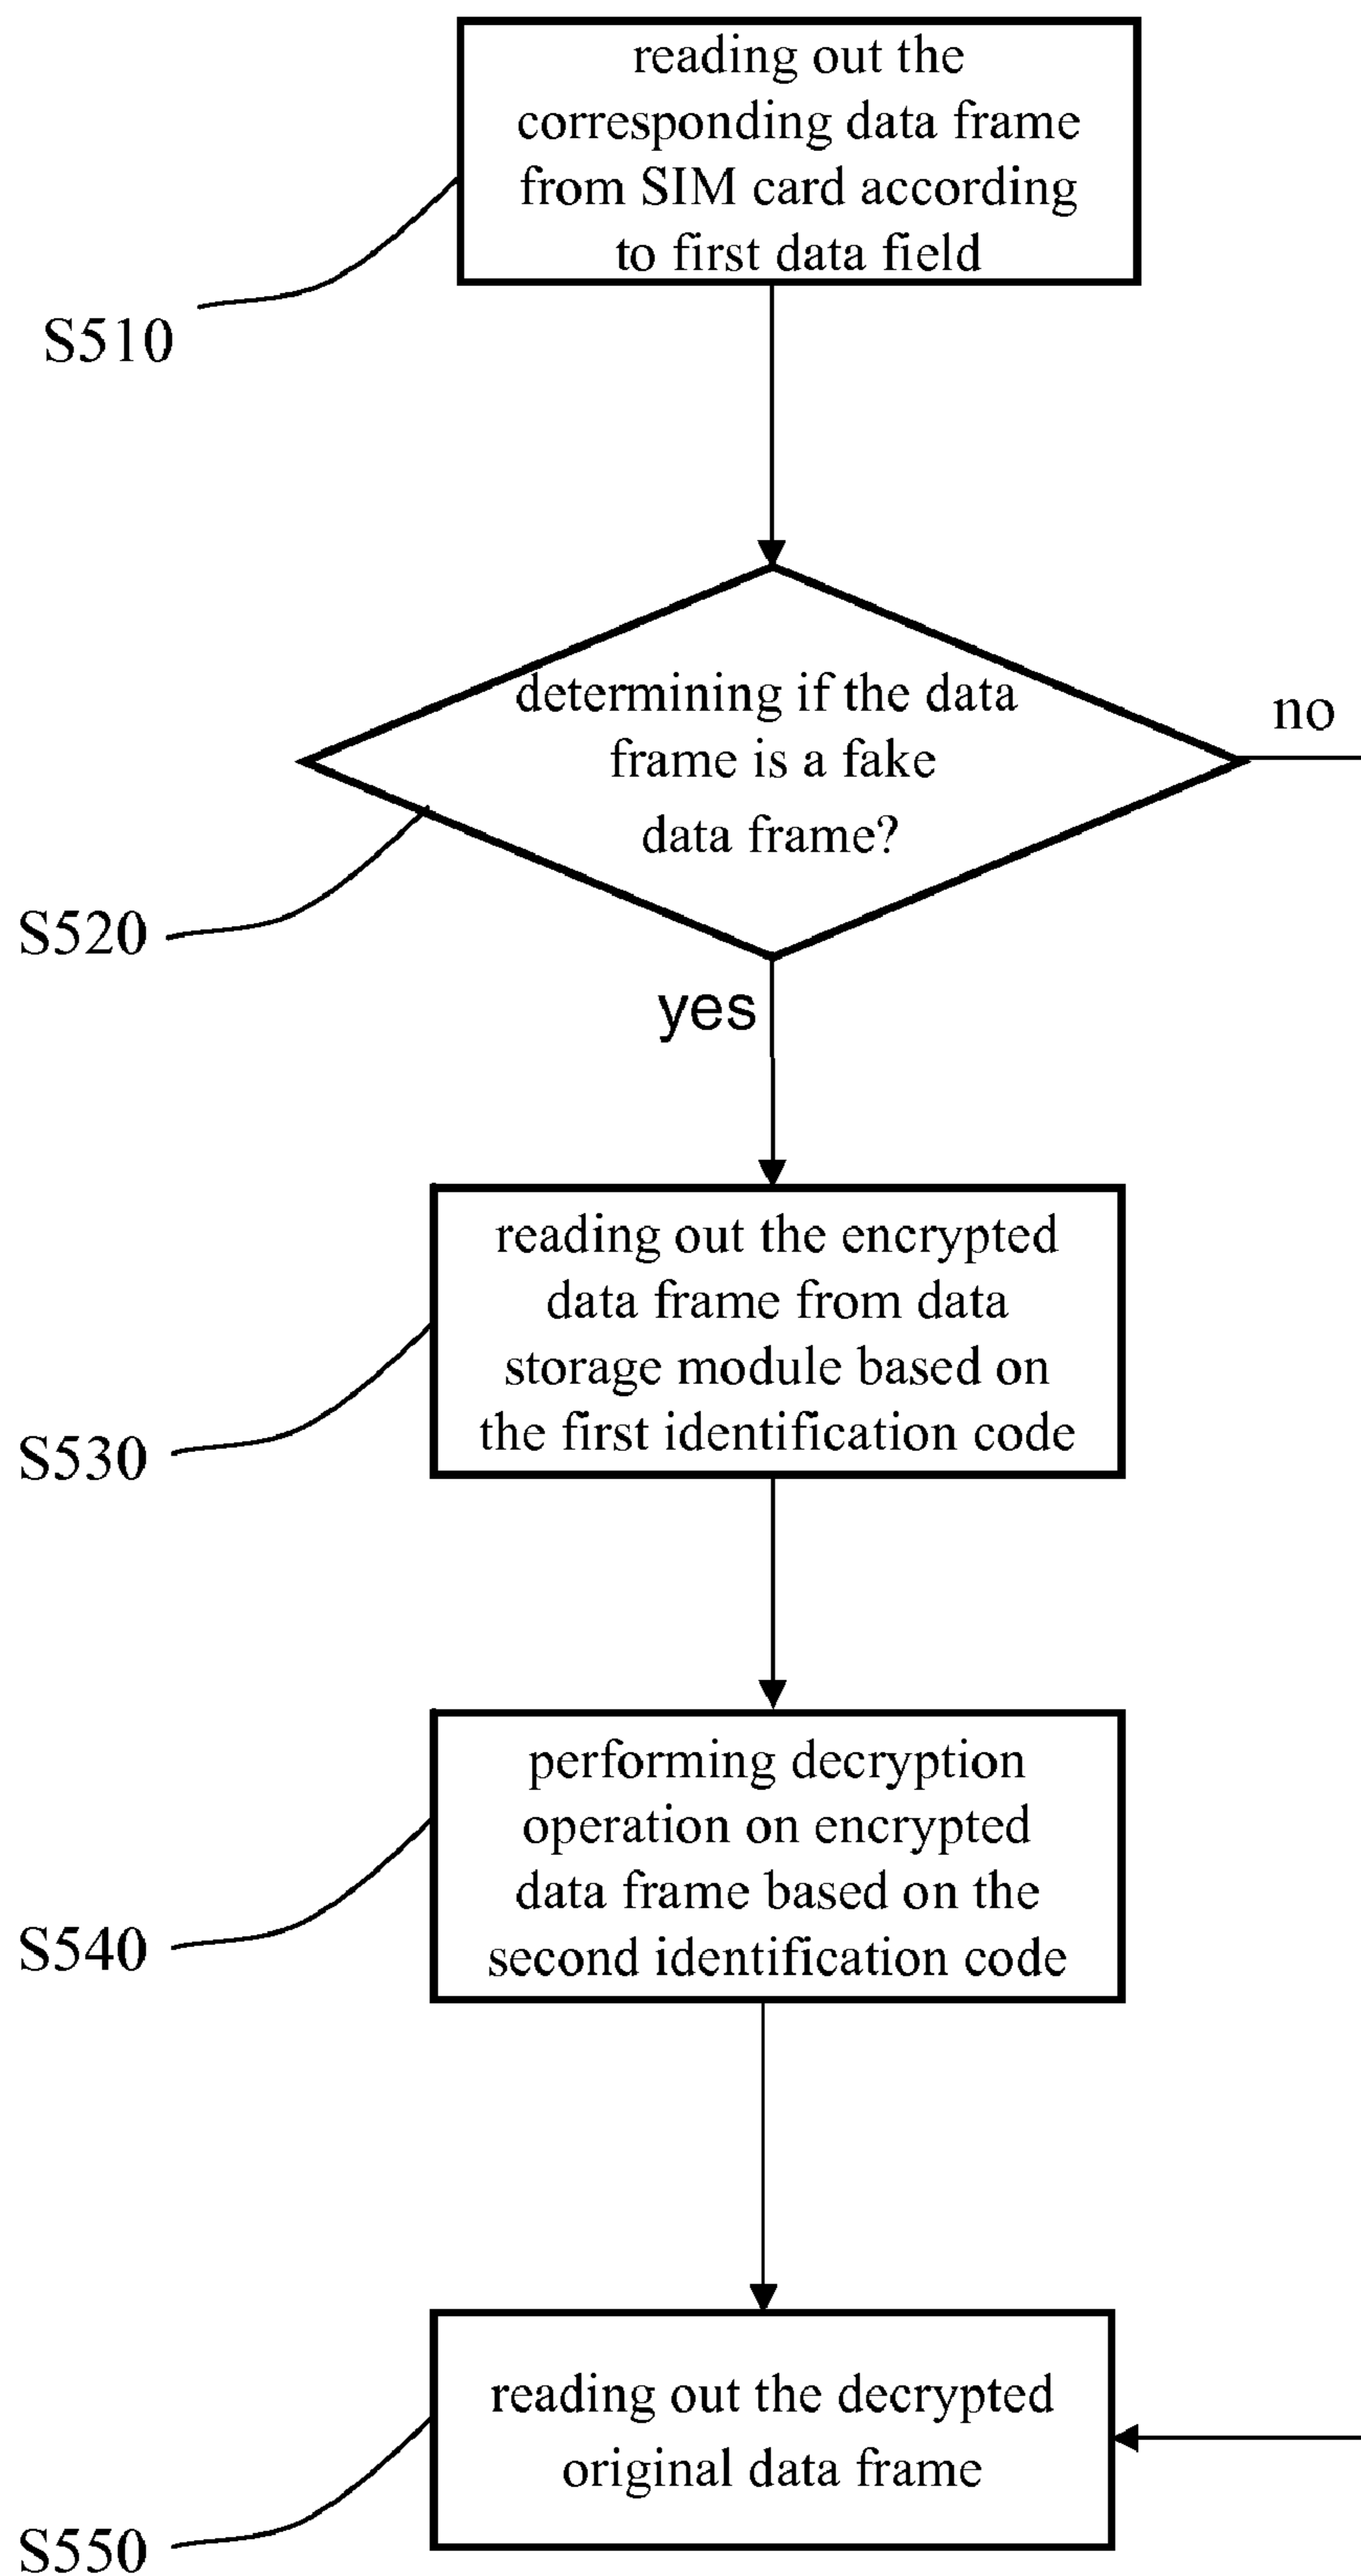 reading out the
corresponding data frame
from SIM card according
to first data field
S510
determining if the data
frame is a fake
data frame?
no
S520
yes
reading out the encrypted
data frame from data
storage module based on
the first identification code
S530
performing decryption
operation on encrypted
data frame based on the
second identification code
S540
reading out the decrypted
original data frame
S550